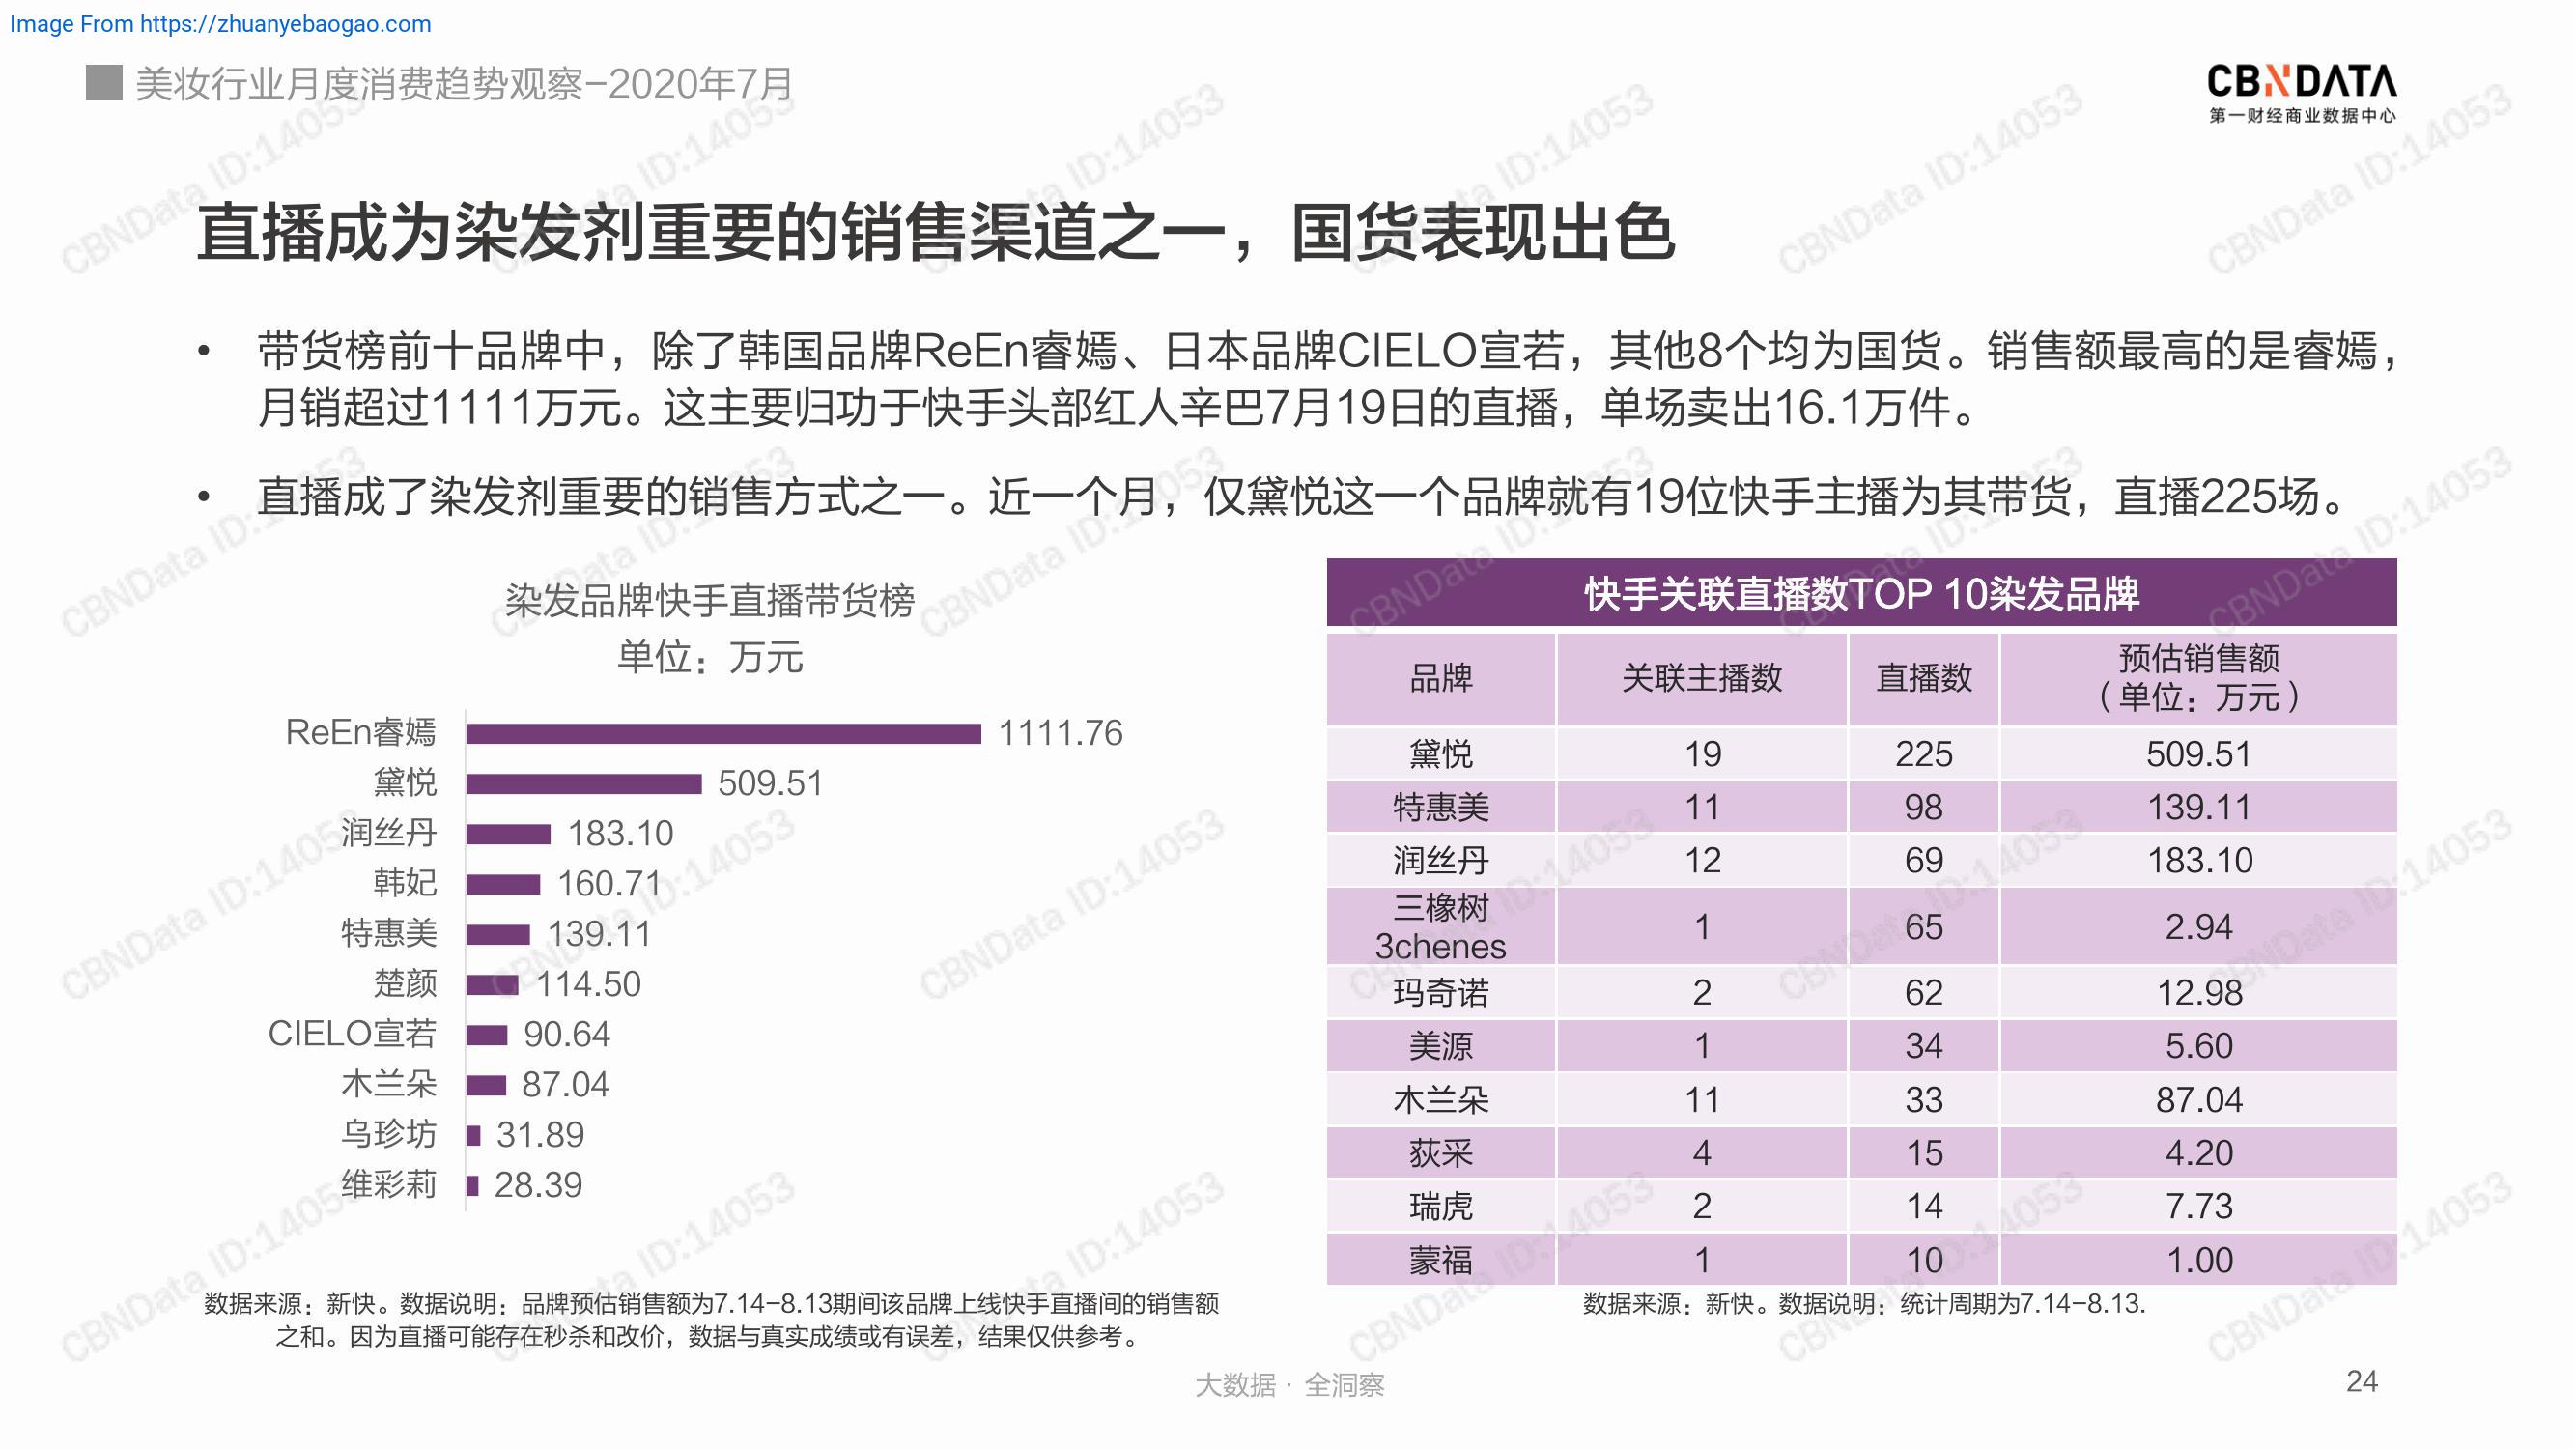 Image From https://zhuanyebaogao.com
美妆行业月度消费趋势观察–2020年7月
CBNDATA
第一财经商业数据中心
直播成为染发剂重要的销售渠道之一，国货表现出色
• 带货榜前十品牌中，除了韩国品牌ReEn睿嫣、日本品牌CIELO宣若，其他8个均为国货。销售额最高的是睿嫣，
月销超过1111万元。这主要归功于快手头部红人辛巴7月19日的直播，单场卖出16.1万件。
• 直播成了染发剂重要的销售方式之一。近一个月，仅黛悦这一个品牌就有19位快手主播为其带货，直播225场。
染发品牌快手直播带货榜
单位：万元
ReEn睿嫣 1111.76
黛悦 509.51
润丝丹 183.10
韩妃 160.71
特惠美 139.11
楚颜 114.50
CIELO宣若 90.64
木兰朵 87.04
乌珍坊 31.89
维彩莉 28.39
数据来源：新快。数据说明：品牌预估销售额为7.14–8.13期间该品牌上线快手直播间的销售额
之和。因为直播可能存在秒杀和改价，数据与真实成绩或有误差，结果仅供参考。
快手关联直播数TOP 10染发品牌
品牌 关联主播数 直播数 预估销售额
（单位：万元）
黛悦 19 225 509.51
特惠美 11 98 139.11
润丝丹 12 69 183.10
三橡树
3chenes 1 65 2.94
玛奇诺 2 62 12.98
美源 1 34 5.60
木兰朵 11 33 87.04
荻采 4 15 4.20
瑞虎 2 14 7.73
蒙福 1 10 1.00
数据来源：新快。数据说明：统计周期为7.14–8.13.
大数据 · 全洞察
24
CBNData ID:14053